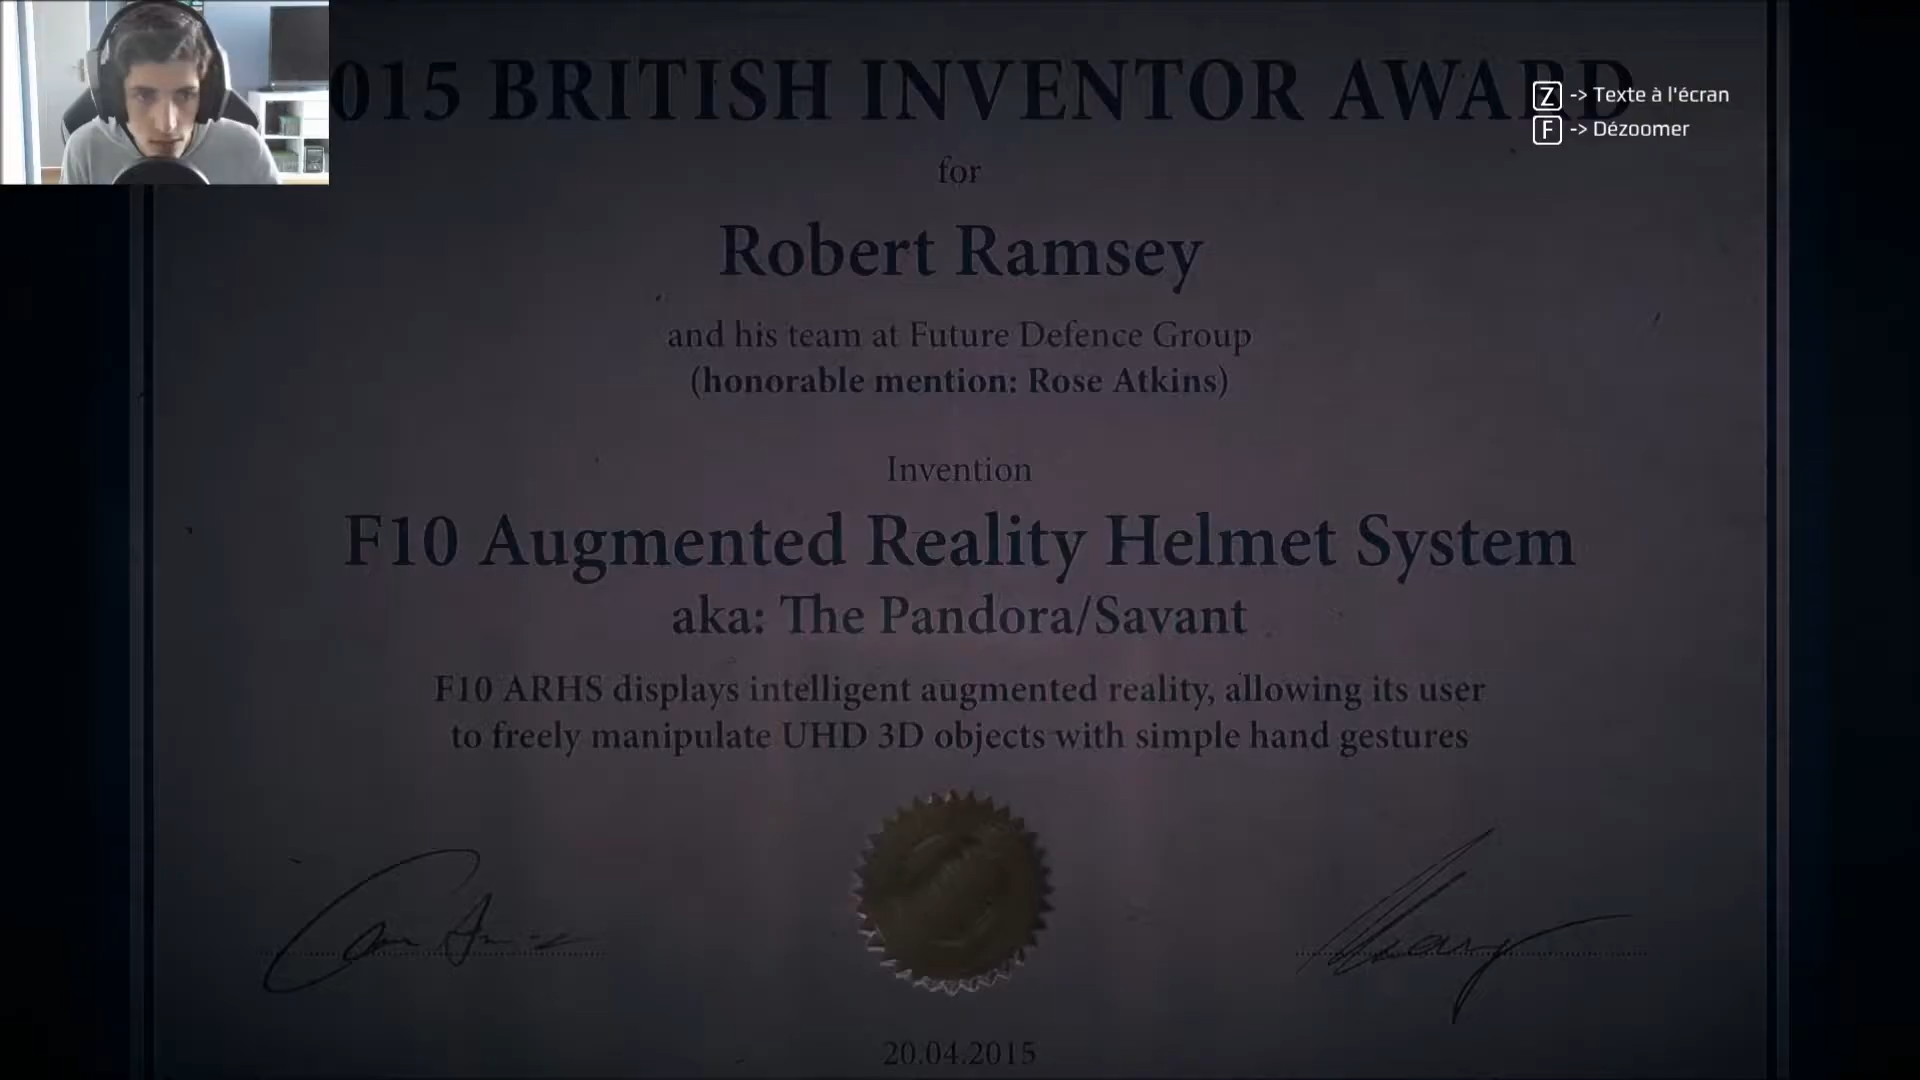 015 BRITISH INVENTOR AWARD
Z -> Texte à l'écran
F -> Dézoomer
for
Robert Ramsey
and his team at Future Defence Group
(honorable mention: Rose Atkins)
Invention
F10 Augmented Reality Helmet System
aka: The Pandora/Savant
F10 ARHS displays intelligent augmented reality, allowing its user
to freely manipulate UHD 3D objects with simple hand gestures
20.04.2015